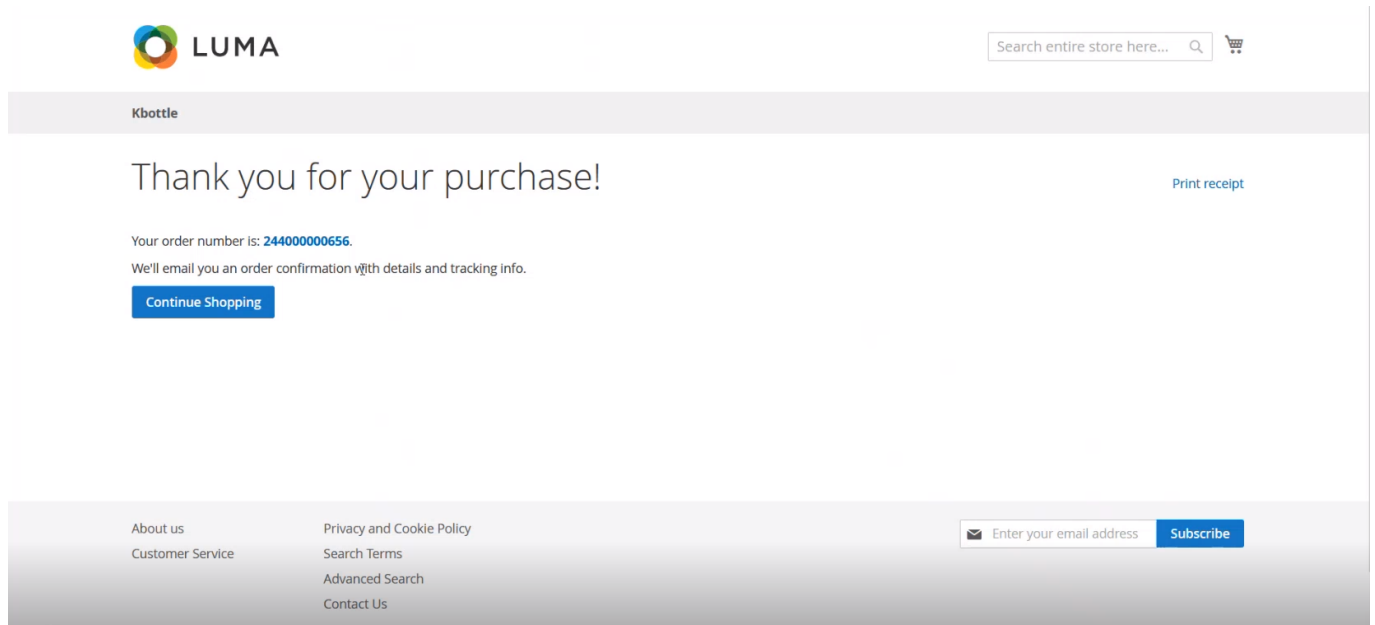 LUMA
Search entire store here...
Kbottle
Thank you for your purchase!
Print receipt
Your order number is: 244000000656.
We'll email you an order confirmation with details and tracking info.
Continue Shopping
About us
Customer Service
Privacy and Cookie Policy
Search Terms
Advanced Search
Contact Us
Enter your email address
Subscribe